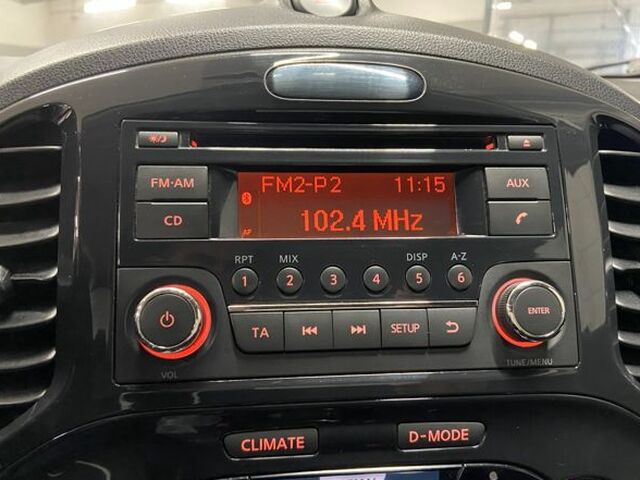 FM·AM
CD
FM2-P2 11:15
AF
102.4 MHz
AUX
RPT MIX DISP A-Z
1 2 3 4 5 6
TA SETUP
ENTER
VOL
TUNE/MENU
CLIMATE
D-MODE